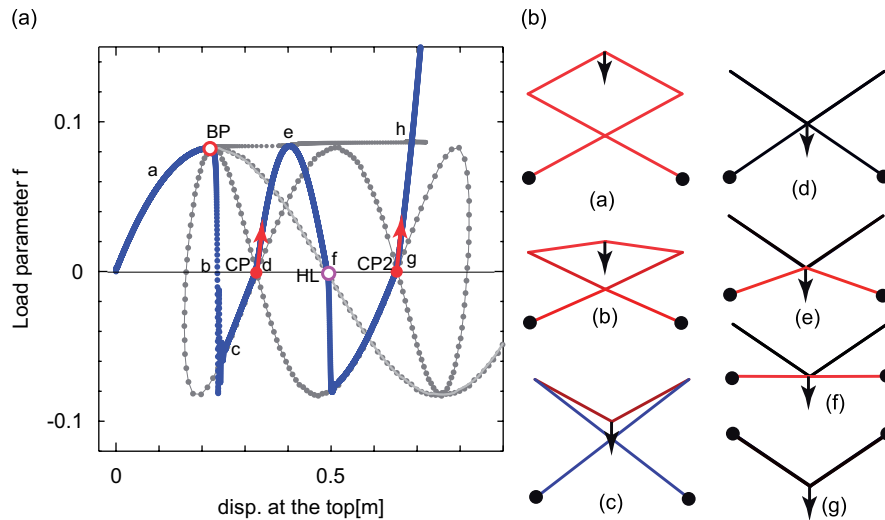 (a)
(b)
Load parameter f
0.1
0
-0.1
0
0.5
disp. at the top[m]
BP
a
b
c
CP
d
e
HL
f
CP2
g
h
(a)
(b)
(c)
(d)
(e)
(f)
(g)